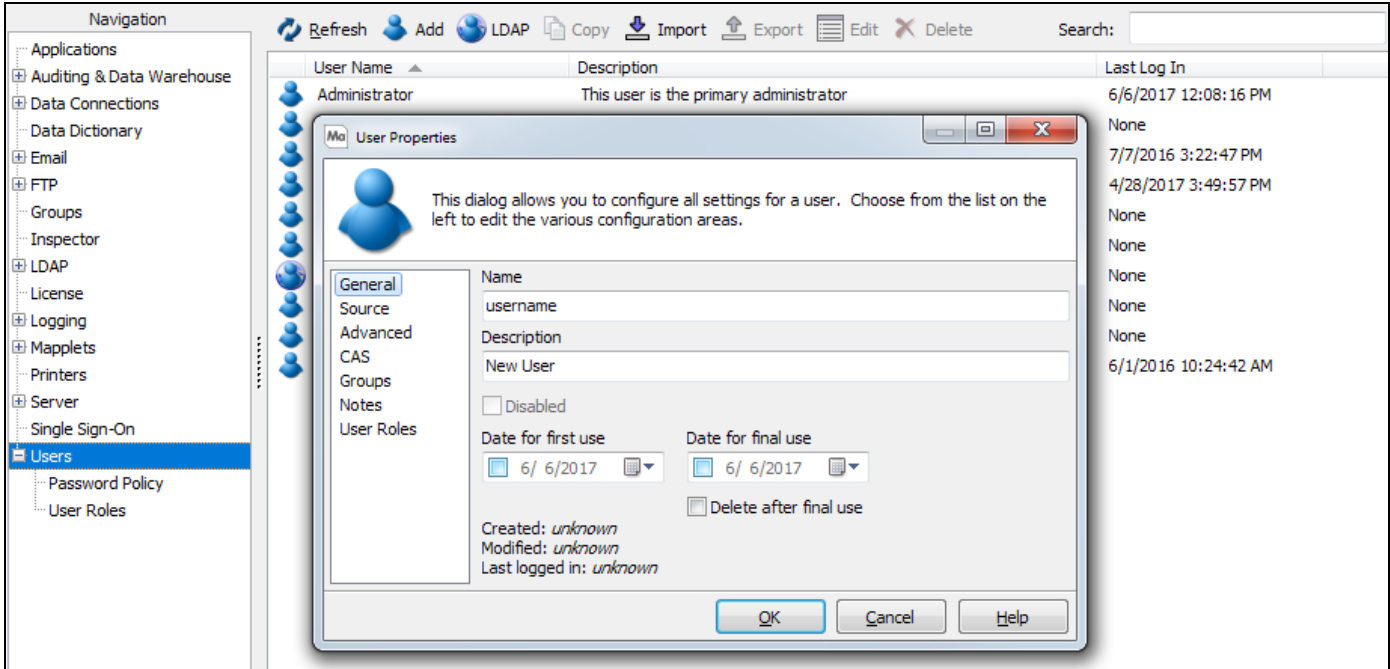 Navigation
Applications
Auditing & Data Warehouse
Data Connections
Data Dictionary
Email
FTP
Groups
Inspector
LDAP
License
Logging
Mapplets
Printers
Server
Single Sign-On
Users
Password Policy
User Roles
Refresh Add LDAP Copy Import Export Edit Delete Search:
User Name Description Last Log In
Administrator This user is the primary administrator 6/6/2017 12:08:16 PM
None
7/7/2016 3:22:47 PM
4/28/2017 3:49:57 PM
None
None
None
None
None
6/1/2016 10:24:42 AM
Ma User Properties
This dialog allows you to configure all settings for a user. Choose from the list on the
left to edit the various configuration areas.
General
Source
Advanced
CAS
Groups
Notes
User Roles
Name
username
Description
New User
Disabled
Date for first use Date for final use
6/ 6/2017 6/ 6/2017
Delete after final use
Created: unknown
Modified: unknown
Last logged in: unknown
OK Cancel Help